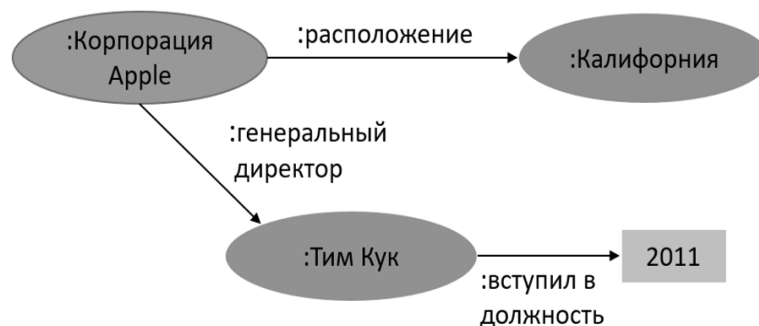 :Корпорация
Apple
:расположение
:Калифорния
:генеральный
директор
:Тим Кук
2011
:вступил в
должность